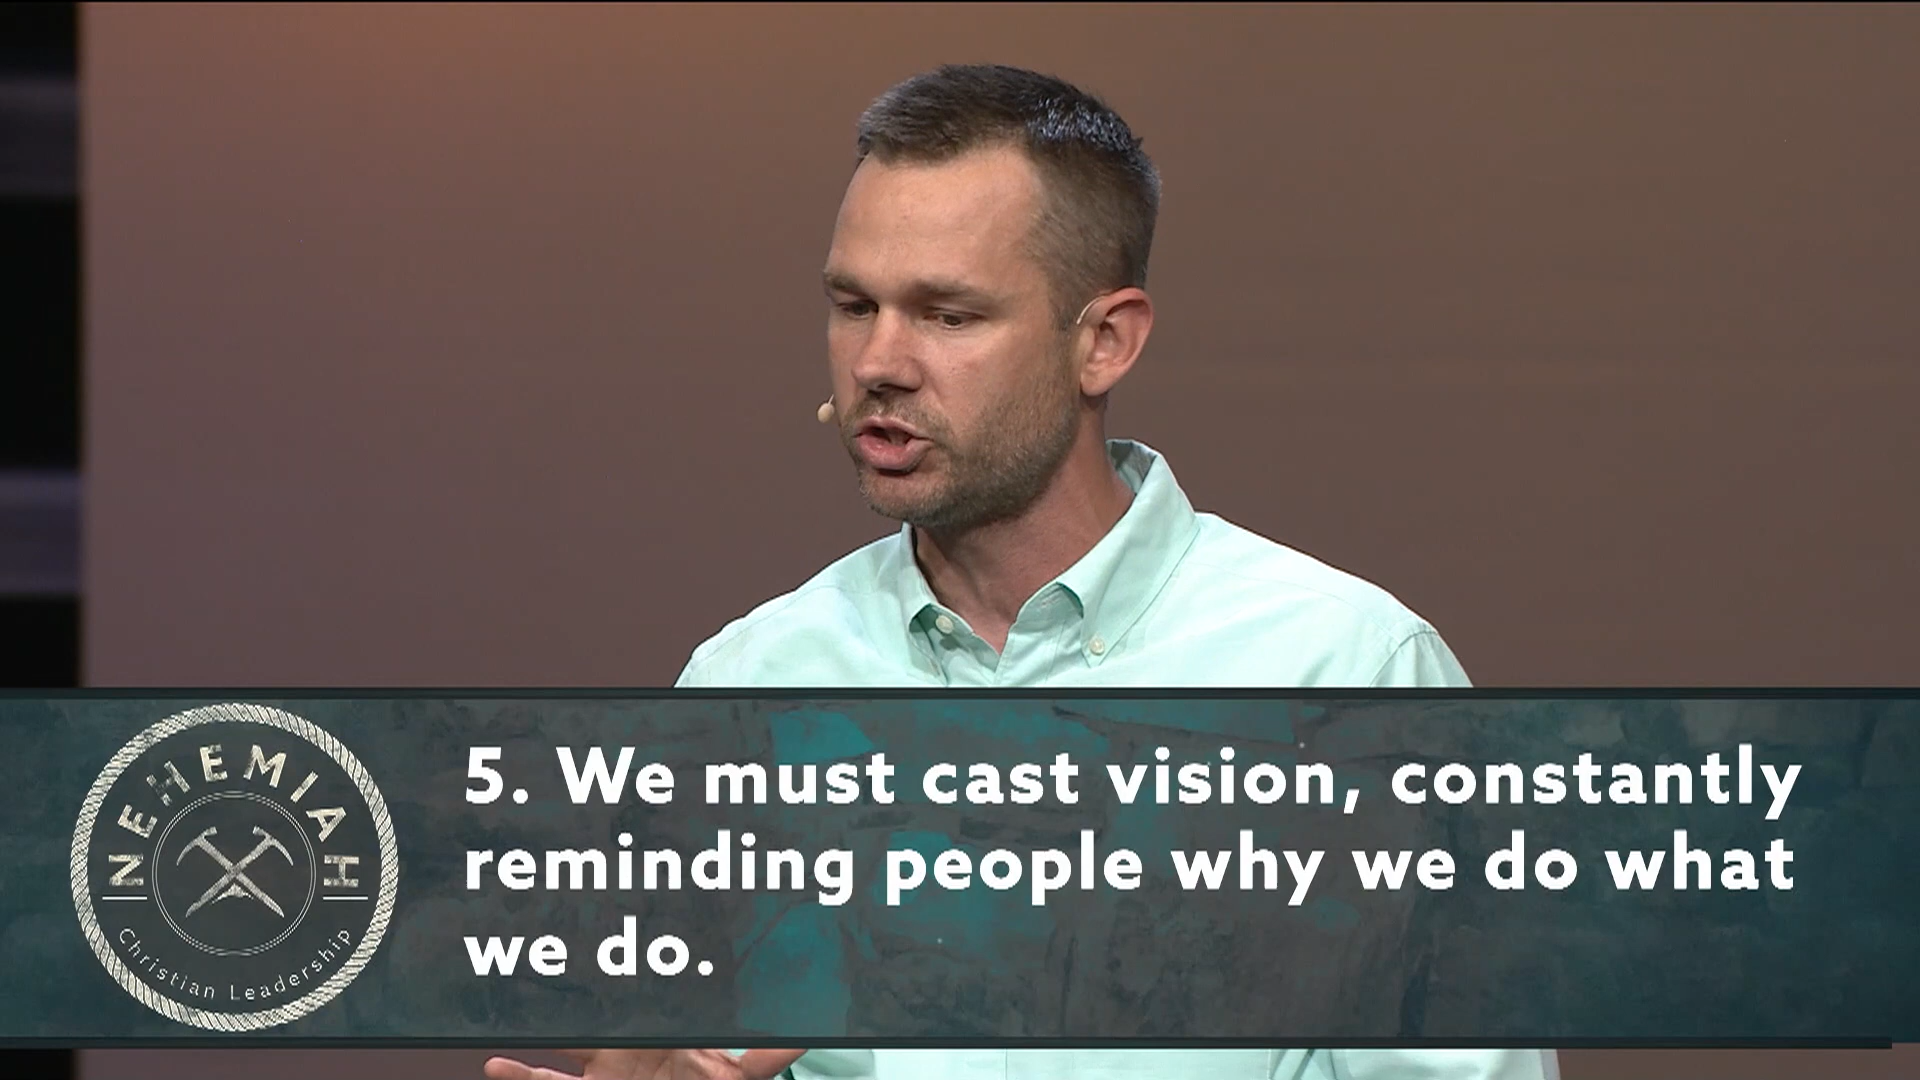 NEHEMIAH
Christian Leadership
5. We must cast vision, constantly
reminding people why we do what
we do.